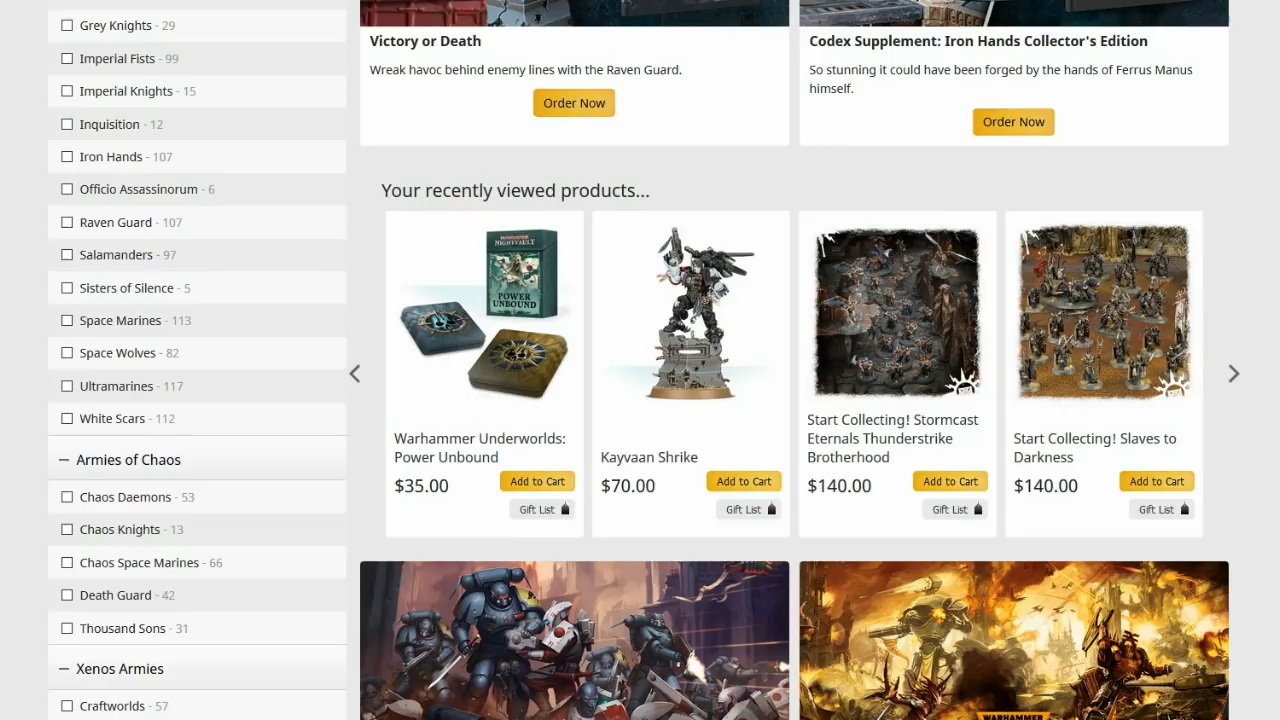 Grey Knights - 29
Imperial Fists - 99
Imperial Knights - 15
Inquisition - 12
Iron Hands - 107
Officio Assassinorum - 6
Raven Guard - 107
Salamanders - 97
Sisters of Silence - 5
Space Marines - 113
Space Wolves - 82
Ultramarines - 117
White Scars - 112
Armies of Chaos
Chaos Daemons - 53
Chaos Knights - 13
Chaos Space Marines - 66
Death Guard - 42
Thousand Sons - 31
Xenos Armies
Craftworlds - 57
Victory or Death
Wreak havoc behind enemy lines with the Raven Guard.
Order Now
Codex Supplement: Iron Hands Collector's Edition
So stunning it could have been forged by the hands of Ferrus Manus
himself.
Order Now
Your recently viewed products...
NIGHTVAULT
POWER
UNBOUND
Warhammer Underworlds:
Power Unbound
$35.00
Add to Cart
Gift List
Kayvaan Shrike
$70.00
Add to Cart
Gift List
Start Collecting! Stormcast
Eternals Thunderstrike
Brotherhood
$140.00
Add to Cart
Gift List
Start Collecting! Slaves to
Darkness
$140.00
Add to Cart
Gift List
WARHAMMER